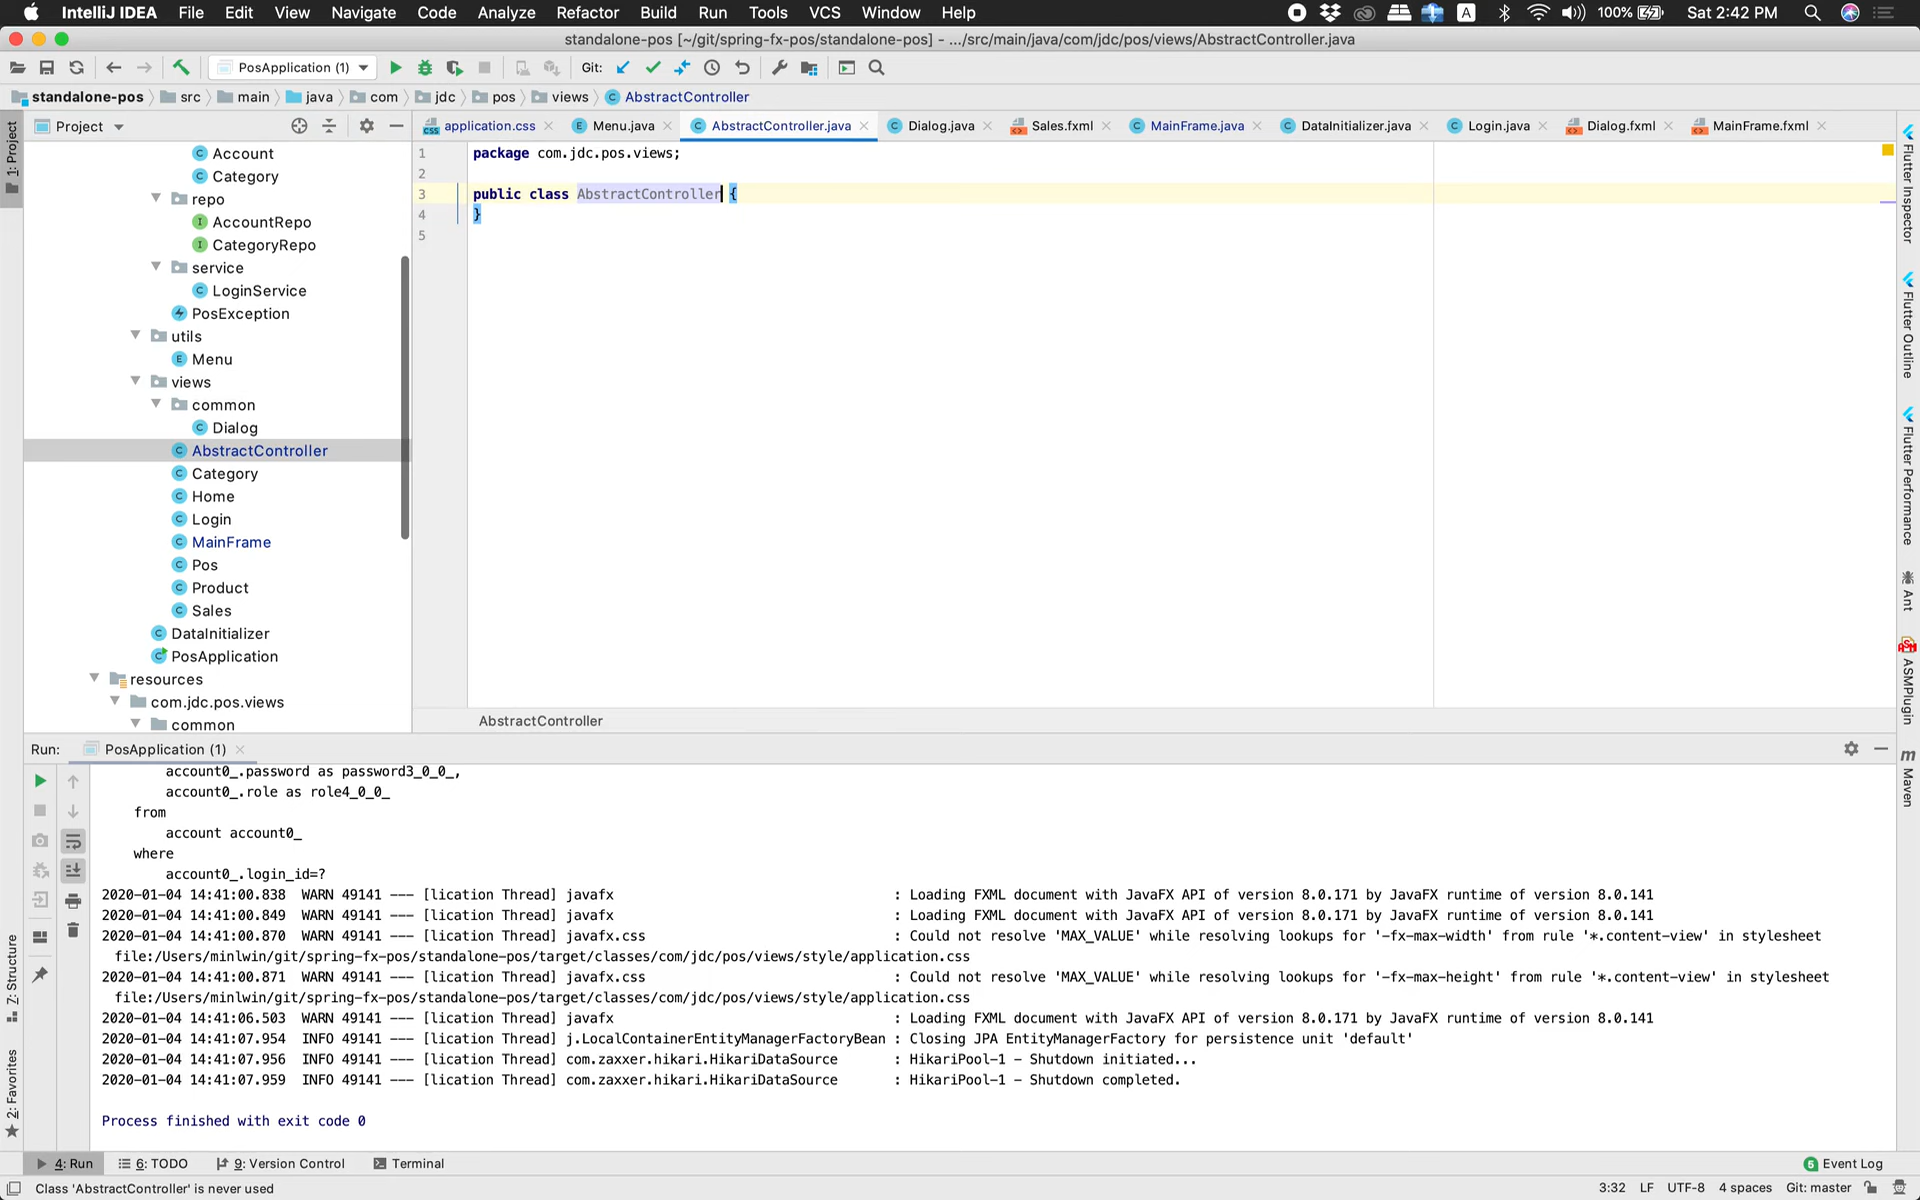 IntelliJ IDEA File Edit View Navigate Code Analyze Refactor Build Run Tools VCS Window Help A 100% Sat 2:42 PM
standalone-pos [~/git/spring-fx-pos/standalone-pos] - .../src/main/java/com/jdc/pos/views/AbstractController.java
PosApplication (1) Git:
standalone-pos src main java com jdc pos views AbstractController
Project application.css Menu.java AbstractController.java Dialog.java Sales.fxml MainFrame.java DataInitializer.java Login.java Dialog.fxml MainFrame.fxml
1: Project
Account
Category
repo
AccountRepo
CategoryRepo
service
LoginService
PosException
utils
Menu
views
common
Dialog
AbstractController
Category
Home
Login
MainFrame
Pos
Product
Sales
DataInitializer
PosApplication
resources
com.jdc.pos.views
common
1 package com.jdc.pos.views;
2
3 public class AbstractController {
4 }
5
AbstractController
Flutter Inspector
Flutter Outline
Flutter Performance
Ant
ASMPlugin
Maven
Run: PosApplication (1)
account0_.password as password3_0_0_,
account0_.role as role4_0_0_
from
account account0_
where
account0_.login_id=?
2020-01-04 14:41:00.838 WARN 49141 --- [lication Thread] javafx : Loading FXML document with JavaFX API of version 8.0.171 by JavaFX runtime of version 8.0.141
2020-01-04 14:41:00.849 WARN 49141 --- [lication Thread] javafx : Loading FXML document with JavaFX API of version 8.0.171 by JavaFX runtime of version 8.0.141
2020-01-04 14:41:00.870 WARN 49141 --- [lication Thread] javafx.css : Could not resolve 'MAX_VALUE' while resolving lookups for '-fx-max-width' from rule '*.content-view' in stylesheet
file:/Users/minlwin/git/spring-fx-pos/standalone-pos/target/classes/com/jdc/pos/views/style/application.css
2020-01-04 14:41:00.871 WARN 49141 --- [lication Thread] javafx.css : Could not resolve 'MAX_VALUE' while resolving lookups for '-fx-max-height' from rule '*.content-view' in stylesheet
file:/Users/minlwin/git/spring-fx-pos/standalone-pos/target/classes/com/jdc/pos/views/style/application.css
2020-01-04 14:41:06.503 WARN 49141 --- [lication Thread] javafx : Loading FXML document with JavaFX API of version 8.0.171 by JavaFX runtime of version 8.0.141
2020-01-04 14:41:07.954 INFO 49141 --- [lication Thread] j.LocalContainerEntityManagerFactoryBean : Closing JPA EntityManagerFactory for persistence unit 'default'
2020-01-04 14:41:07.956 INFO 49141 --- [lication Thread] com.zaxxer.hikari.HikariDataSource : HikariPool-1 - Shutdown initiated...
2020-01-04 14:41:07.959 INFO 49141 --- [lication Thread] com.zaxxer.hikari.HikariDataSource : HikariPool-1 - Shutdown completed.
Process finished with exit code 0
Z: Structure
2: Favorites
4: Run 6: TODO 9: Version Control Terminal 5 Event Log
Class 'AbstractController' is never used 3:32 LF UTF-8 4 spaces Git: master